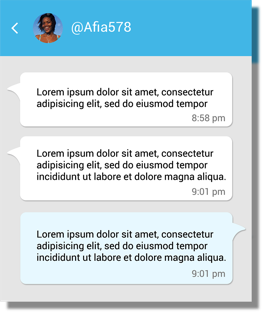 @Afia578
Lorem ipsum dolor sit amet, consectetur
adipisicing elit, sed do eiusmod tempor
8:58 pm
Lorem ipsum dolor sit amet, consectetur
adipisicing elit, sed do eiusmod tempor
incididunt ut labore et dolore magna aliqua.
9:01 pm
Lorem ipsum dolor sit amet, consectetur
adipisicing elit, sed do eiusmod tempor
incididunt ut labore et dolore magna aliqua.
9:01 pm